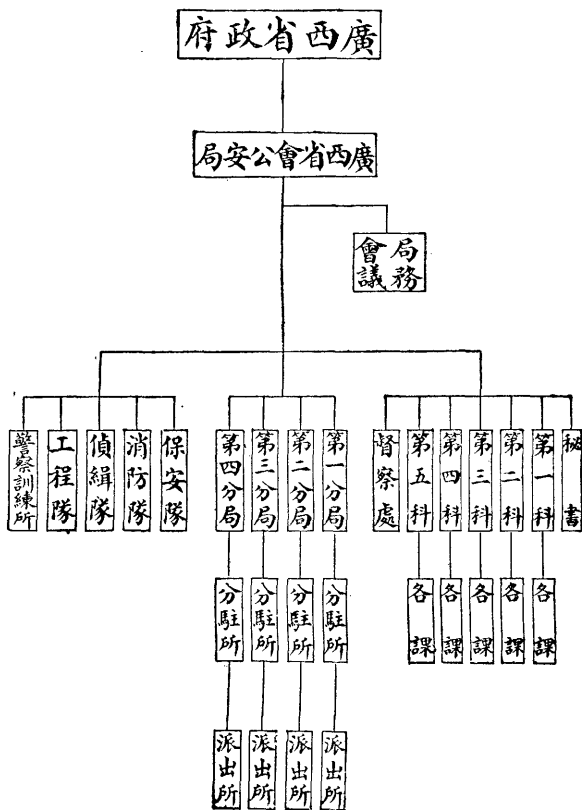 廣西省政府
廣西省會公安局
局務會議
秘書
第一科
第二科
第三科
第四科
第五科
督察處
第一分局
第二分局
第三分局
第四分局
保安隊
消防隊
偵緝隊
工程隊
警察訓練所
各課
各課
各課
各課
各課
分駐所
分駐所
分駐所
分駐所
派出所
派出所
派出所
派出所